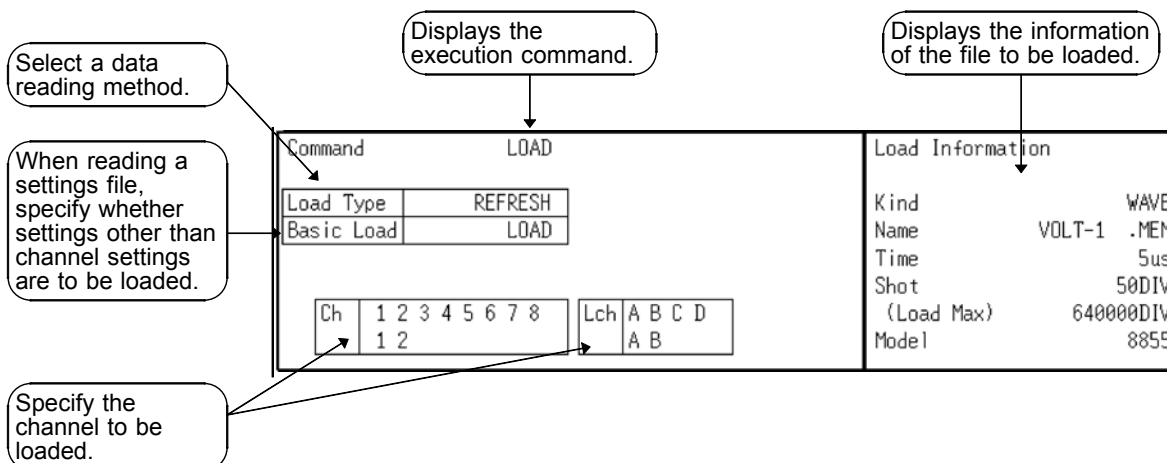 Displays the
execution command.
Displays the information
of the file to be loaded.
Select a data
reading method.
When reading a
settings file,
specify whether
settings other than
channel settings
are to be loaded.
Specify the
channel to be
loaded.
Command LOAD
Load Type REFRESH
Basic Load LOAD
Ch 1 2 3 4 5 6 7 8
1 2
Lch A B C D
A B
Load Information
Kind WAVE
Name VOLT-1 .MEM
Time 5us
Shot 50DIV
(Load Max) 640000DIV
Model 8855